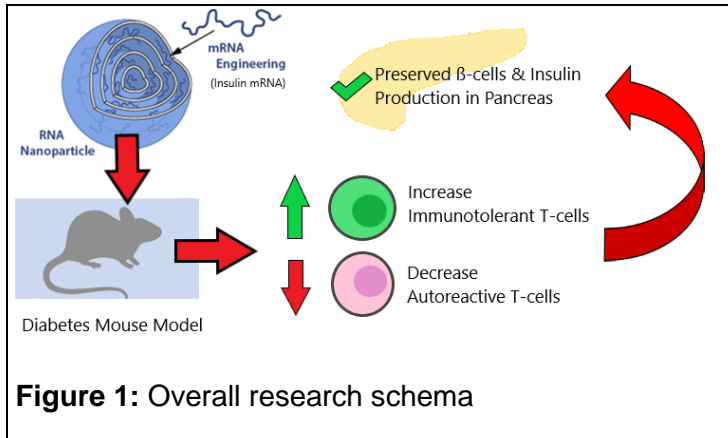 mRNA
Engineering
(Insulin mRNA)
RNA
Nanoparticle
Preserved ß-cells & Insulin
Production in Pancreas
Increase
Immunotolerant T-cells
Decrease
Autoreactive T-cells
Diabetes Mouse Model
Figure 1: Overall research schema